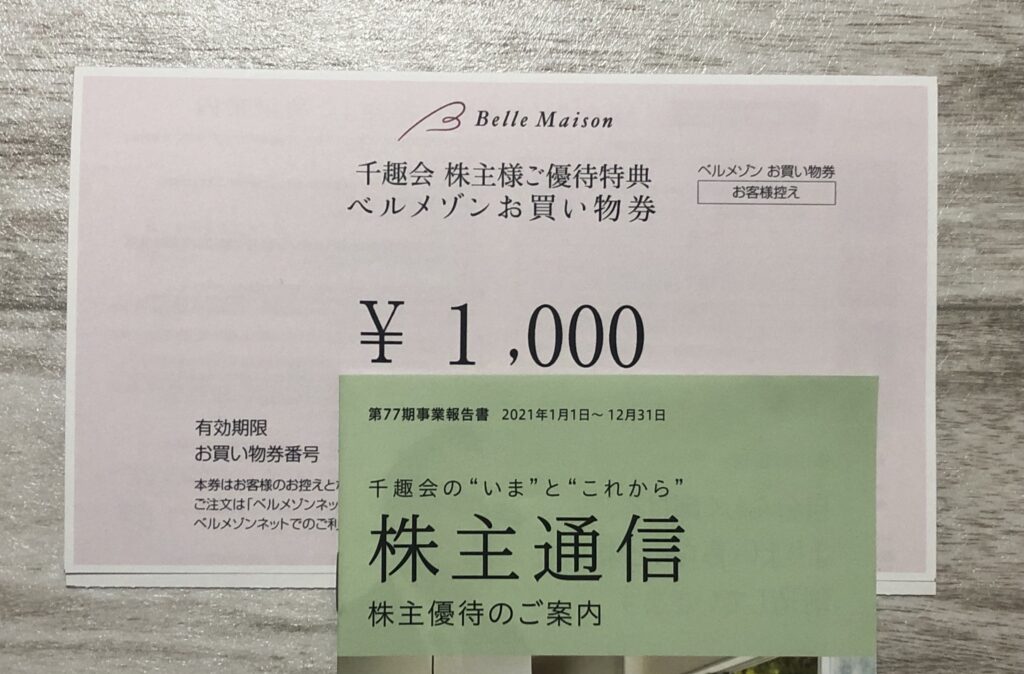 Belle Maison
千趣会 株主様ご優待特典
ベルメゾンお買い物券
ベルメゾン お買い物券
お客様控え
¥ 1,000
有効期限
お買い物券番号
本券はお客様のお控えと
ご注文は「ベルメゾンネッ
ベルメゾンネットでのご利
第77期事業報告書 2021年1月1日~12月31日
千趣会の“いま”と“これから”
株主通信
株主優待のご案内